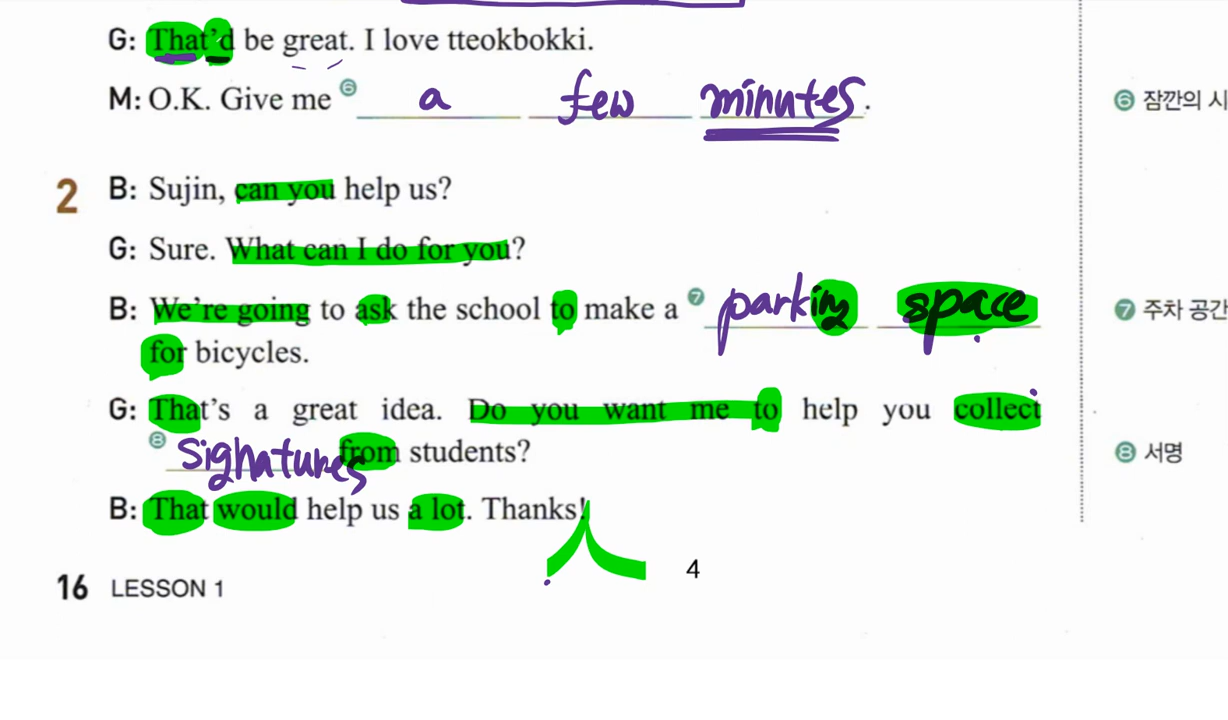 G: That'd be great. I love tteokbokki.
M: O.K. Give me ⑥ a few minutes.
⑥ 잠깐의 시
2 B: Sujin, can you help us?
G: Sure. What can I do for you?
B: We're going to ask the school to make a ⑦ parking space
⑦ 주차 공간
for bicycles.
G: That's a great idea. Do you want me to help you collect
⑧ signatures from students?
⑧ 서명
B: That would help us a lot. Thanks!
4
16 LESSON 1